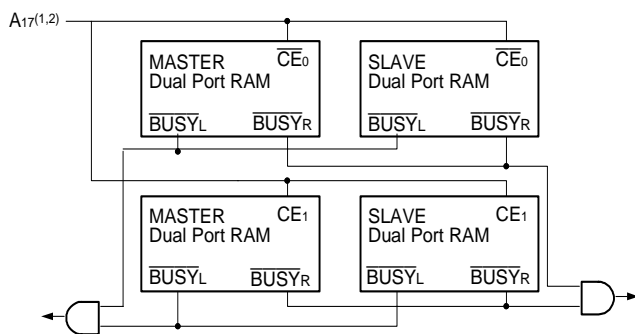 A17(1,2)
MASTER CE0 SLAVE CE0
Dual Port RAM Dual Port RAM
BUSYL BUSYR BUSYL BUSYR
MASTER CE1 SLAVE CE1
Dual Port RAM Dual Port RAM
BUSYL BUSYR BUSYL BUSYR